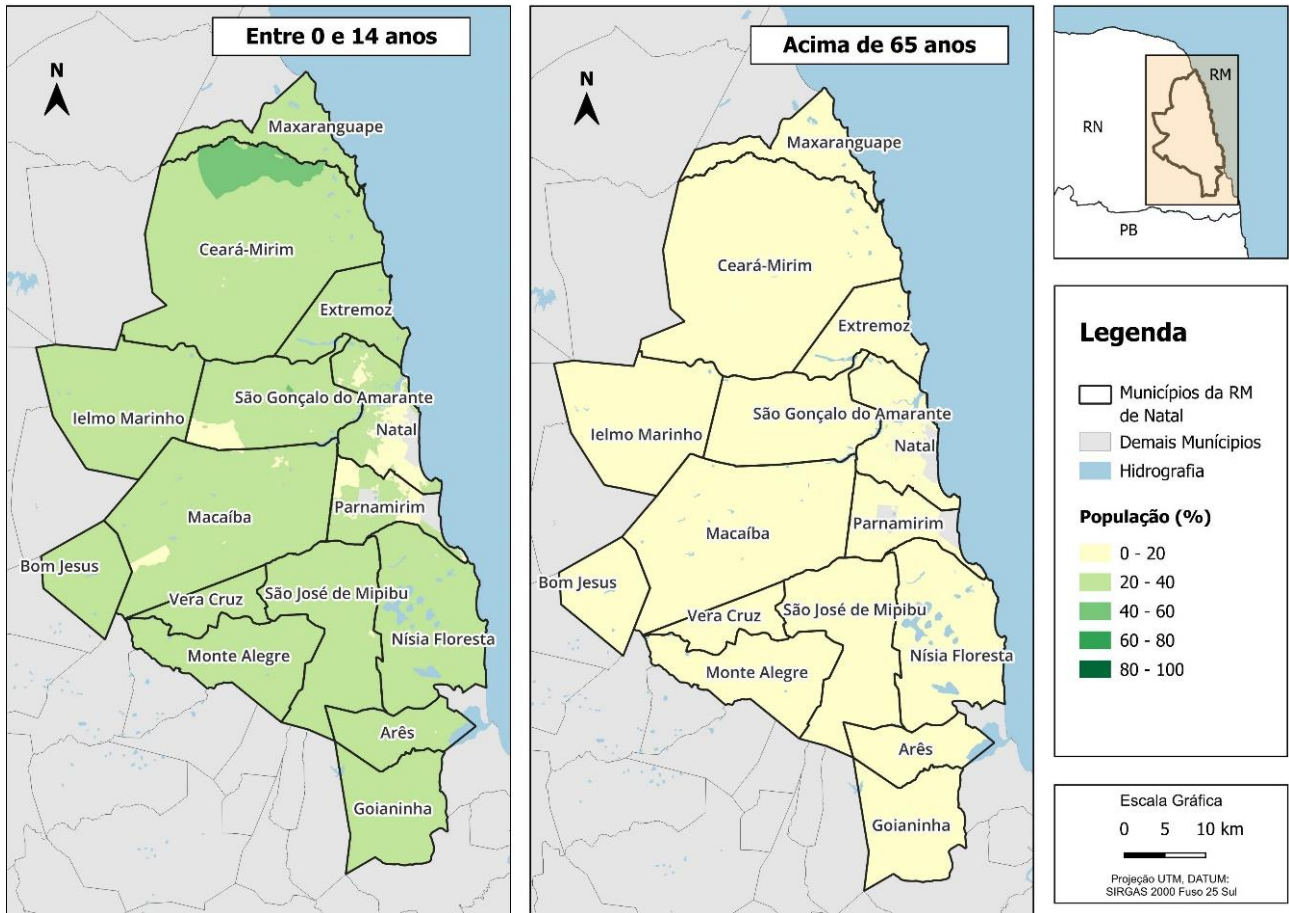 Entre 0 e 14 anos
N
Maxaranguape
Ceará-Mirim
Extremoz
São Gonçalo do Amarante
Ielmo Marinho
Natal
Parnamirim
Macaíba
Bom Jesus
Vera Cruz
São José de Mipibu
Nísia Floresta
Monte Alegre
Arês
Goianinha
Acima de 65 anos
N
Maxaranguape
Ceará-Mirim
Extremoz
São Gonçalo do Amarante
Ielmo Marinho
Natal
Parnamirim
Macaíba
Bom Jesus
Vera Cruz
São José de Mipibu
Nísia Floresta
Monte Alegre
Arês
Goianinha
RM
RN
PB
Legenda
Municípios da RM
de Natal
Demais Munícipios
Hidrografia
População (%)
0 - 20
20 - 40
40 - 60
60 - 80
80 - 100
Escala Gráfica
0 5 10 km
Projeção UTM, DATUM:
SIRGAS 2000 Fuso 25 Sul